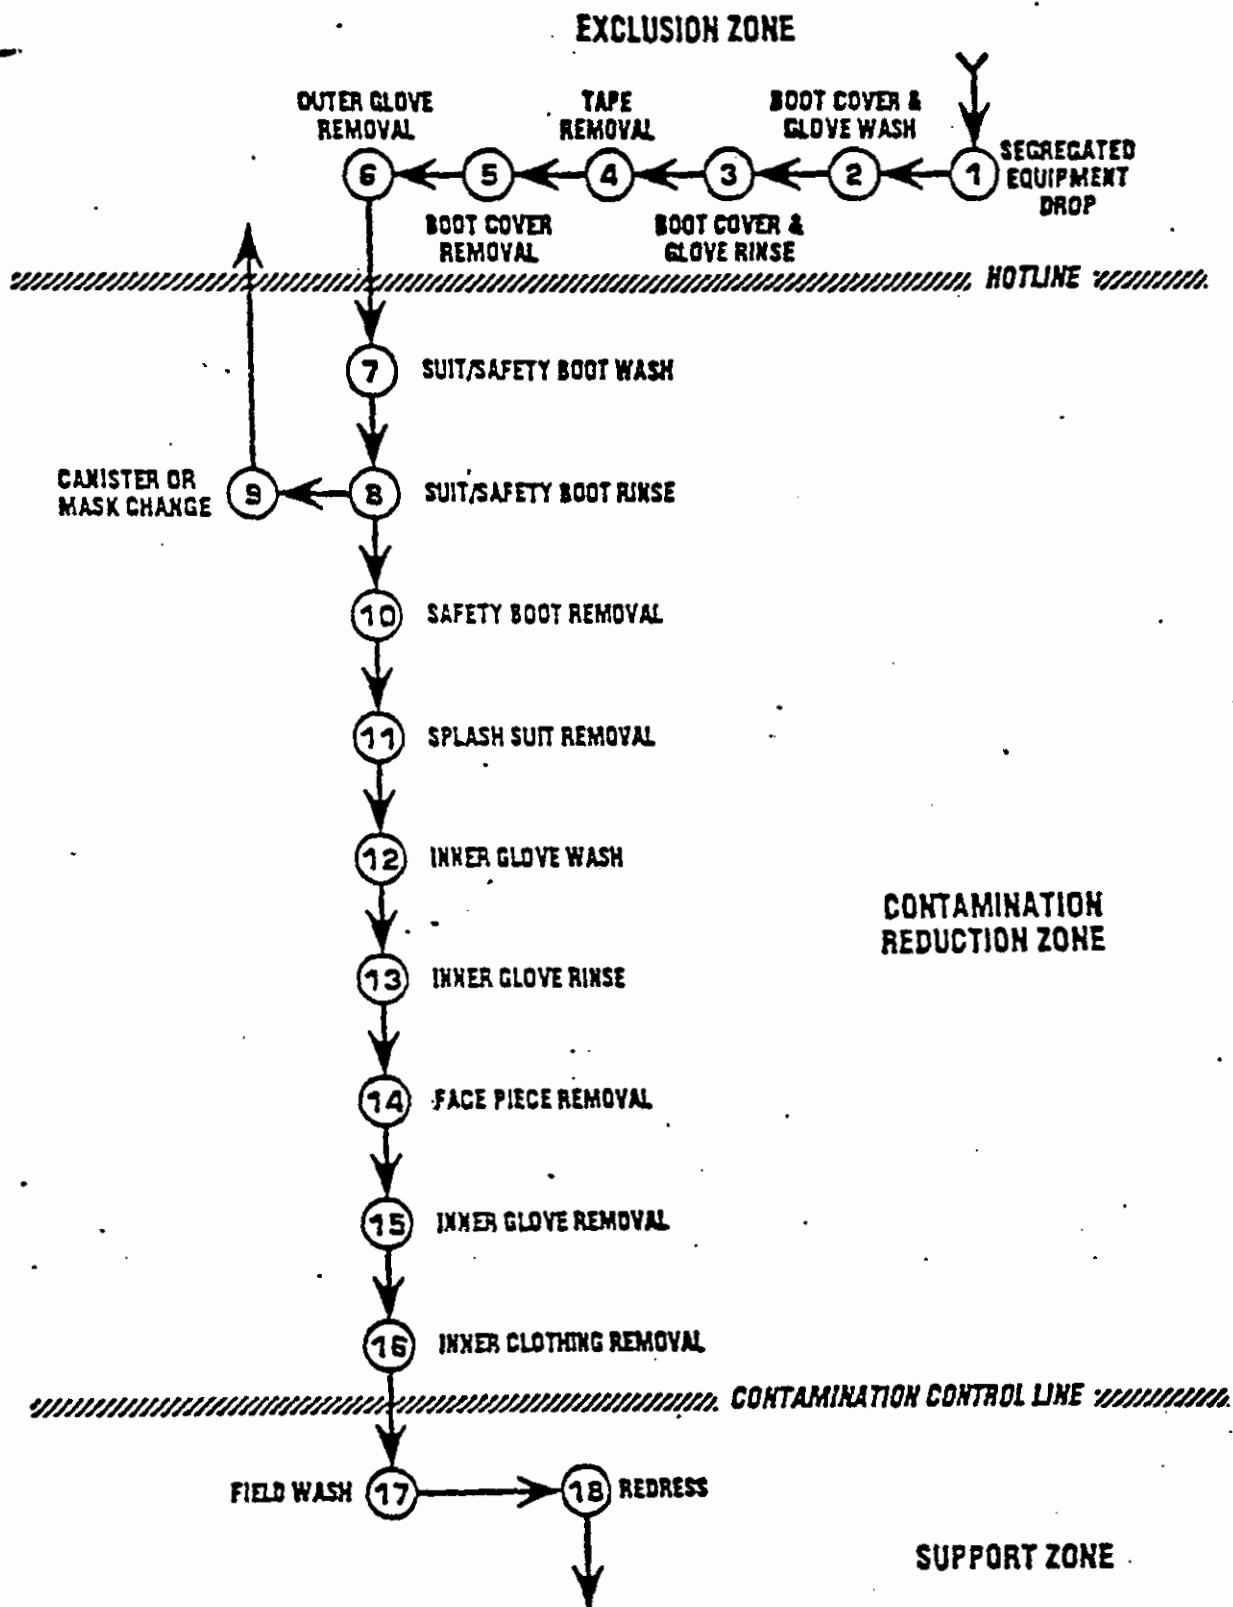 EXCLUSION ZONE
OUTER GLOVE
REMOVAL
TAPE
REMOVAL
BOOT COVER &
GLOVE WASH
6
5
4
3
2
1
SEGREGATED
EQUIPMENT
DROP
BOOT COVER
REMOVAL
BOOT COVER &
GLOVE RINSE
HOTLINE
7
SUIT/SAFETY BOOT WASH
CANISTER OR
MASK CHANGE
9
8
SUIT/SAFETY BOOT RINSE
10
SAFETY BOOT REMOVAL
11
SPLASH SUIT REMOVAL
12
INNER GLOVE WASH
CONTAMINATION
REDUCTION ZONE
13
INNER GLOVE RINSE
14
FACE PIECE REMOVAL
15
INNER GLOVE REMOVAL
16
INNER CLOTHING REMOVAL
CONTAMINATION CONTROL LINE
FIELD WASH
17
18
REDRESS
SUPPORT ZONE